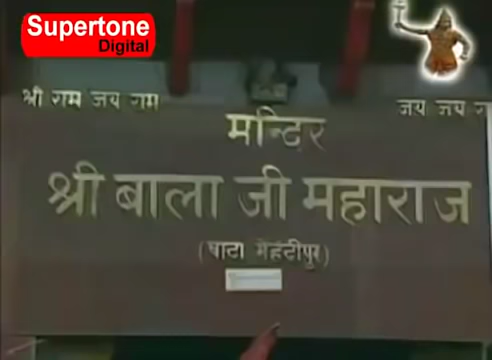 Supertone
Digital
श्री राम जय राम
जय जय रा
मन्दिर
श्री बाला जी महाराज
(घाटा मेहंदीपुर)